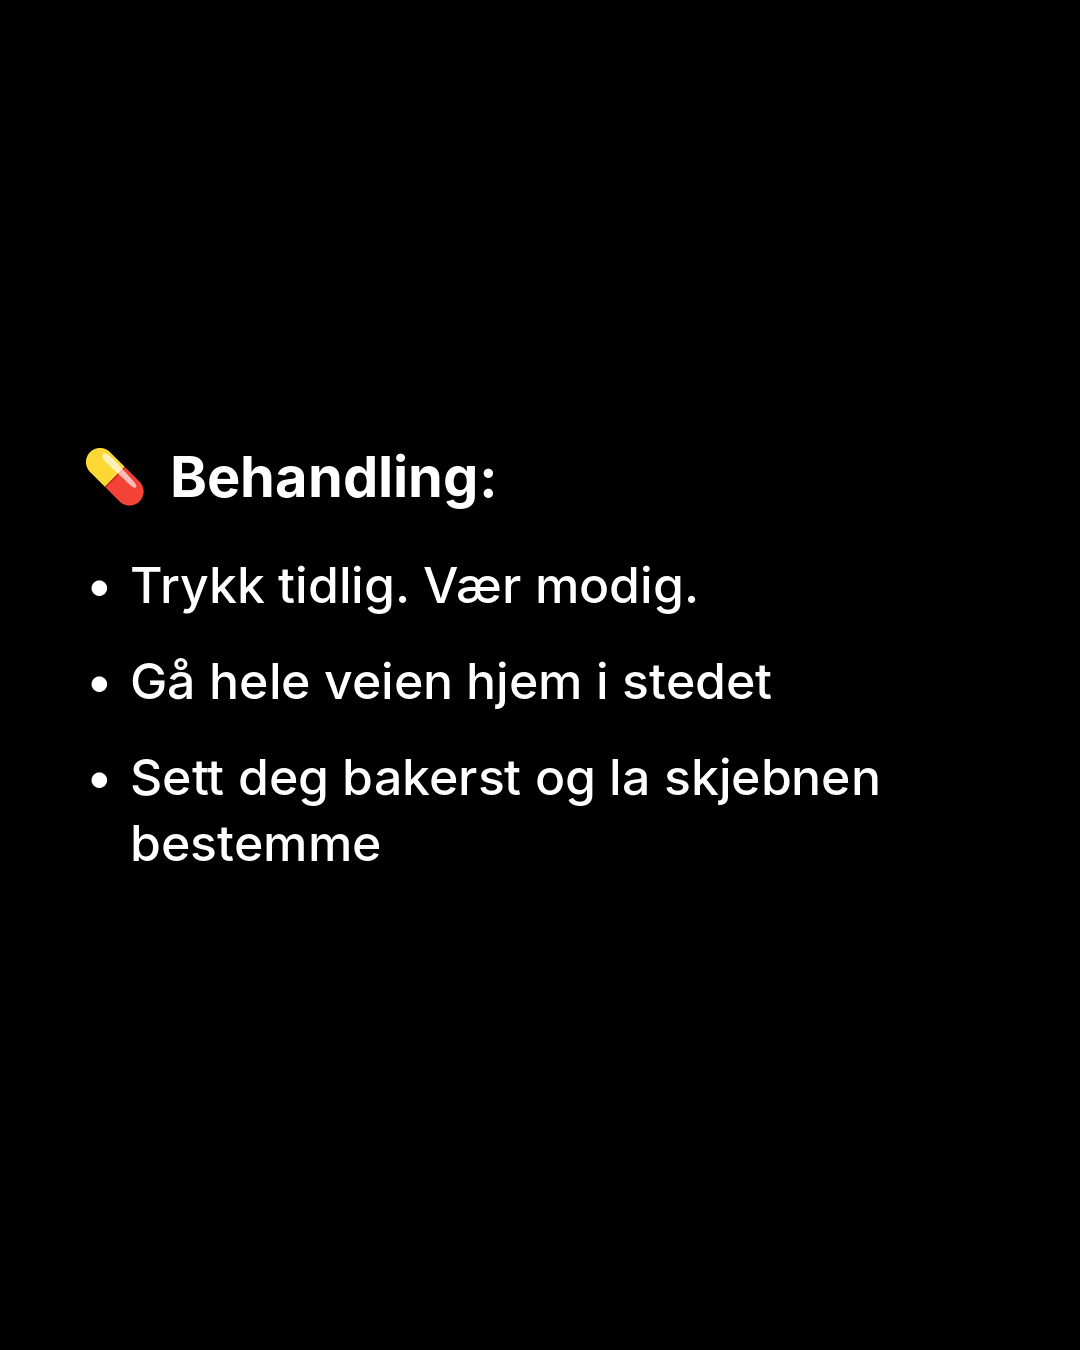 💊 Behandling:
• Trykk tidlig. Vær modig.
• Gå hele veien hjem i stedet
• Sett deg bakerst og la skjebnen
bestemme